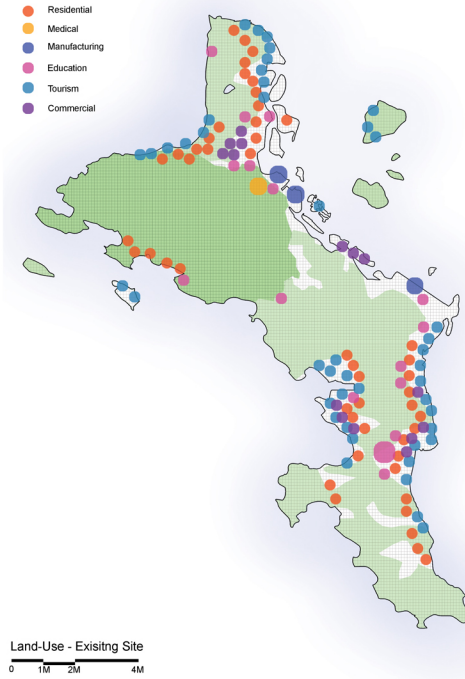 Residential
Medical
Manufacturing
Education
Tourism
Commercial
Land-Use - Exisitng Site
0 1M 2M 4M